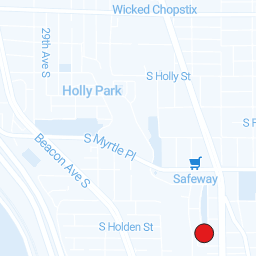 Wicked Chopstix
29th Ave S
S Holly St
Holly Park
S F
S Myrtle Pl
Beacon Ave S
Safeway
S Holden St